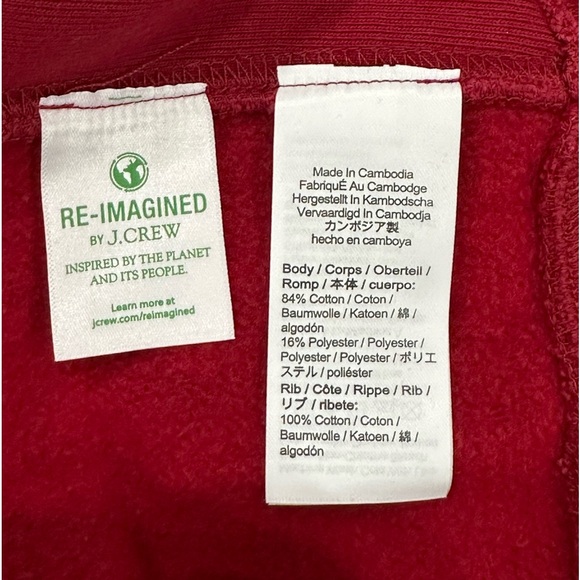 RE-IMAGINED
BY J.CREW
INSPIRED BY THE PLANET
AND ITS PEOPLE.
Learn more at
jcrew.com/reimagined
Made In Cambodia
FabriquÉ Au Cambodge
Hergestellt In Kambodscha
Vervaardigd In Cambodja
カンボジア製
hecho en camboya
Body / Corps / Oberteil /
Romp / 本体 / cuerpo:
84% Cotton / Coton /
Baumwolle / Katoen / 綿 /
algodón
16% Polyester / Polyester /
Polyester / Polyester / ポリエ
ステル / poliéster
Rib / Côte / Rippe / Rib /
リブ / ribete:
100% Cotton / Coton /
Baumwolle / Katoen / 綿 /
algodón